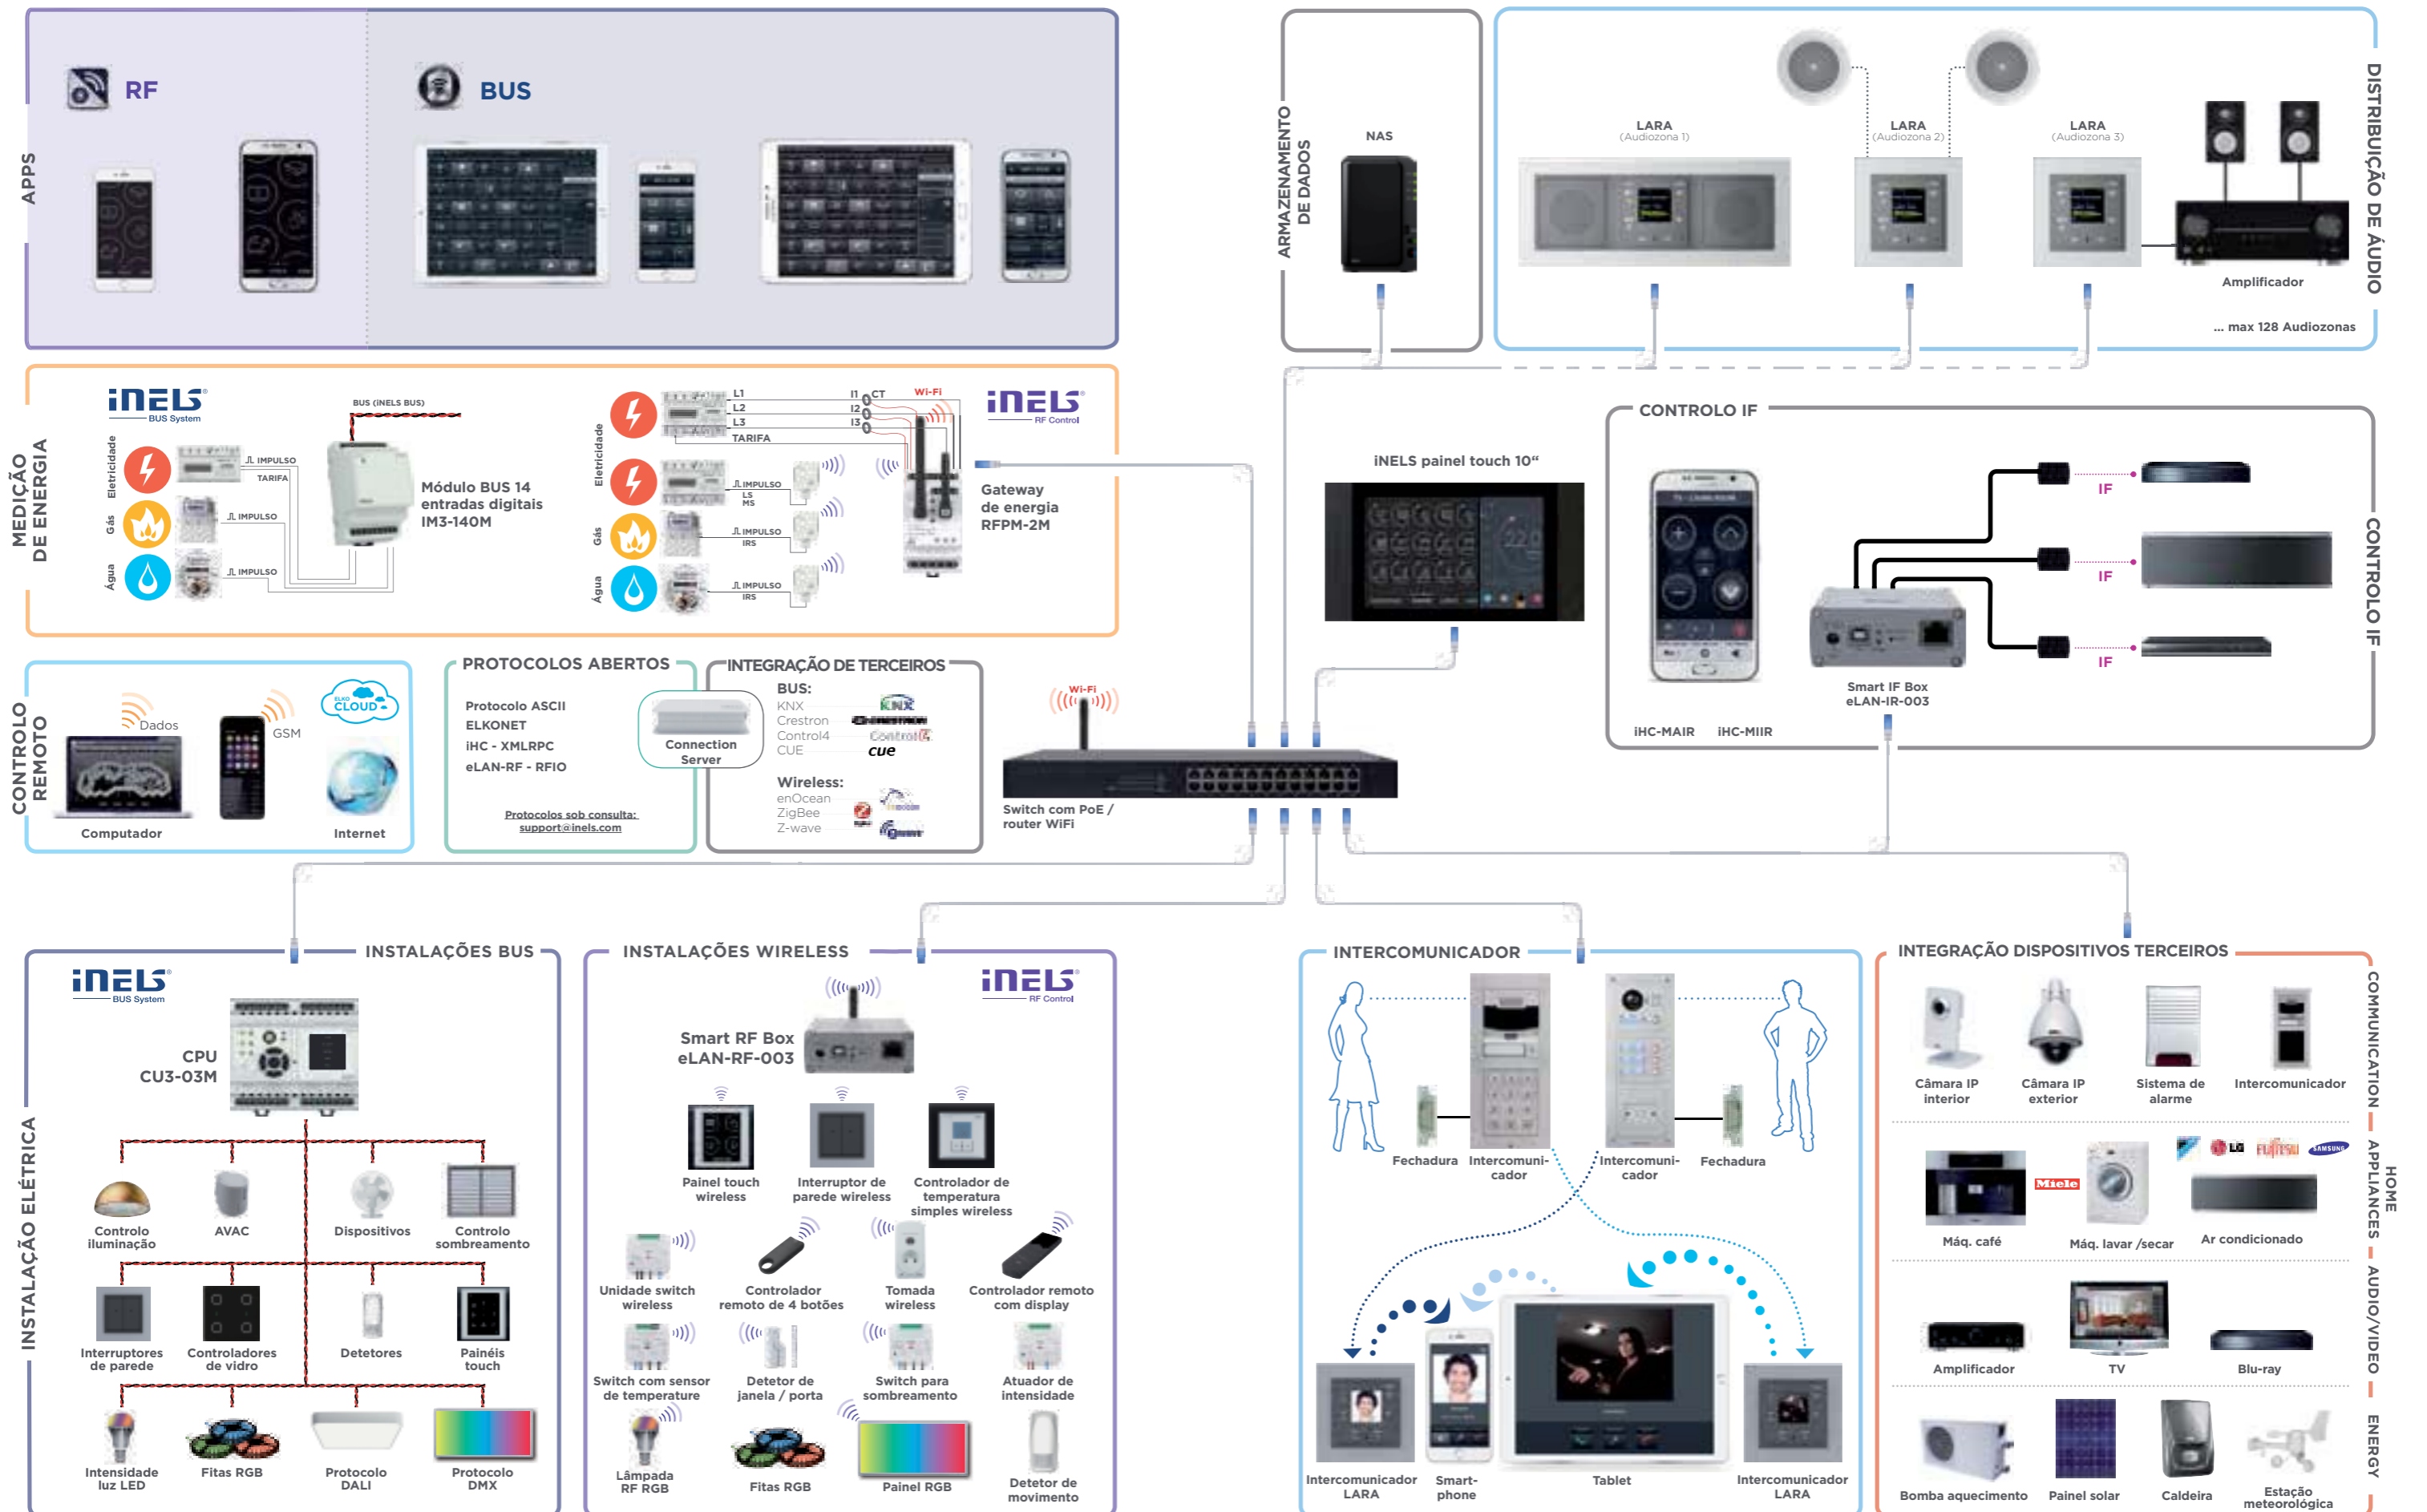 APPS
RF
BUS
ARMAZENAMENTO
DE DADOS
NAS
DISTRIBUIÇÃO DE ÁUDIO
LARA
(Audiozona 1)
LARA
(Audiozona 2)
LARA
(Audiozona 3)
Amplificador
... max 128 Audiozonas
MEDIÇÃO
DE ENERGIA
iNELS®
BUS System
BUS (iNELS BUS)
Eletricidade
IMPULSO
TARIFA
Gás
IMPULSO
Água
IMPULSO
Módulo BUS 14
entradas digitais
IM3-140M
Eletricidade
L1
L2
L3
TARIFA
I1
CT
I2
I3
Wi-Fi
IMPULSO
LS
MS
Gás
IMPULSO
IRS
Água
IMPULSO
IRS
iNELS®
RF Control
Gateway
de energia
RFPM-2M
iNELS painel touch 10“
CONTROLO IF
CONTROLO IF
IF
IF
IF
Smart IF Box
eLAN-IR-003
iHC-MAIR
iHC-MIIR
CONTROLO
REMOTO
Dados
Computador
GSM
ELKO
CLOUD
Internet
PROTOCOLOS ABERTOS
Protocolo ASCII
ELKONET
iHC - XMLRPC
eLAN-RF - RFIO
Protocolos sob consulta:
support@inels.com
Connection
Server
INTEGRAÇÃO DE TERCEIROS
BUS:
KNX
KNX
Crestron
CRESTRON
Control4
Control4
CUE
cue
Wireless:
enOcean
ZigBee
Z-wave
Wi-Fi
Switch com PoE /
router WiFi
INSTALAÇÃO ELÉTRICA
INSTALAÇÕES BUS
iNELS®
BUS System
CPU
CU3-03M
Controlo
iluminação
AVAC
Dispositivos
Controlo
sombreamento
Interruptores
de parede
Controladores
de vidro
Detetores
Painéis
touch
Intensidade
luz LED
Fitas RGB
Protocolo
DALI
Protocolo
DMX
INSTALAÇÕES WIRELESS
iNELS®
RF Control
Smart RF Box
eLAN-RF-003
Painel touch
wireless
Interruptor de
parede wireless
Controlador de
temperatura
simples wireless
Unidade switch
wireless
Controlador
remoto de 4 botões
Tomada
wireless
Controlador remoto
com display
Switch com sensor
de temperature
Detetor de
janela / porta
Switch para
sombreamento
Atuador de
intensidade
Lâmpada
RF RGB
Fitas RGB
Painel RGB
Detetor de
movimento
INTERCOMUNICADOR
Fechadura
Intercomuni-
cador
Intercomuni-
cador
Fechadura
Intercomunicador
LARA
Smart-
phone
Tablet
Intercomunicador
LARA
INTEGRAÇÃO DISPOSITIVOS TERCEIROS
COMMUNICATION
Câmara IP
interior
Câmara IP
exterior
Sistema de
alarme
Intercomunicador
HOME
APPLIANCES
Miele
LG
FUJITSU
SAMSUNG
Máq. café
Máq. lavar /secar
Ar condicionado
AUDIO/VIDEO
Amplificador
TV
Blu-ray
ENERGY
Bomba aquecimento
Painel solar
Caldeira
Estação
meteorológica